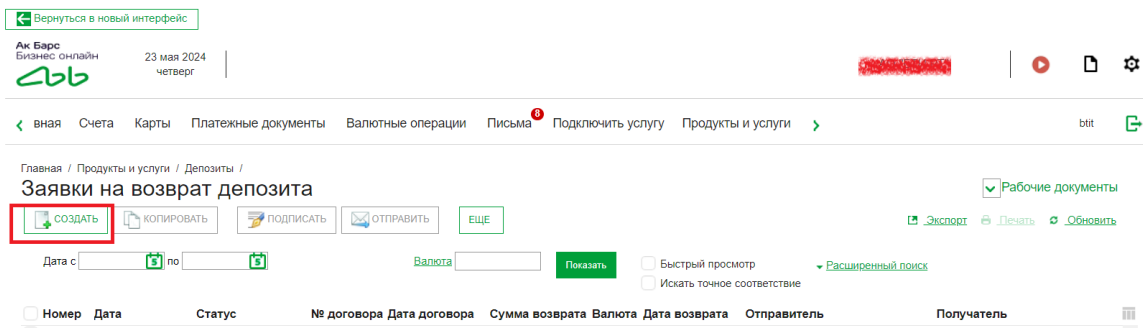 Вернуться в новый интерфейс
Ак Барс
Бизнес онлайн
23 мая 2024
четверг
вная Счета Карты Платежные документы Валютные операции Письма 8 Подключить услугу Продукты и услуги btit
Главная / Продукты и услуги / Депозиты /
Заявки на возврат депозита
Рабочие документы
СОЗДАТЬ КОПИРОВАТЬ ПОДПИСАТЬ ОТПРАВИТЬ ЕЩЕ Экспорт Печать Обновить
Дата с 5 по 5 Валюта Показать Быстрый просмотр Расширенный поиск
Искать точное соответствие
Номер Дата Статус № договора Дата договора Сумма возврата Валюта Дата возврата Отправитель Получатель